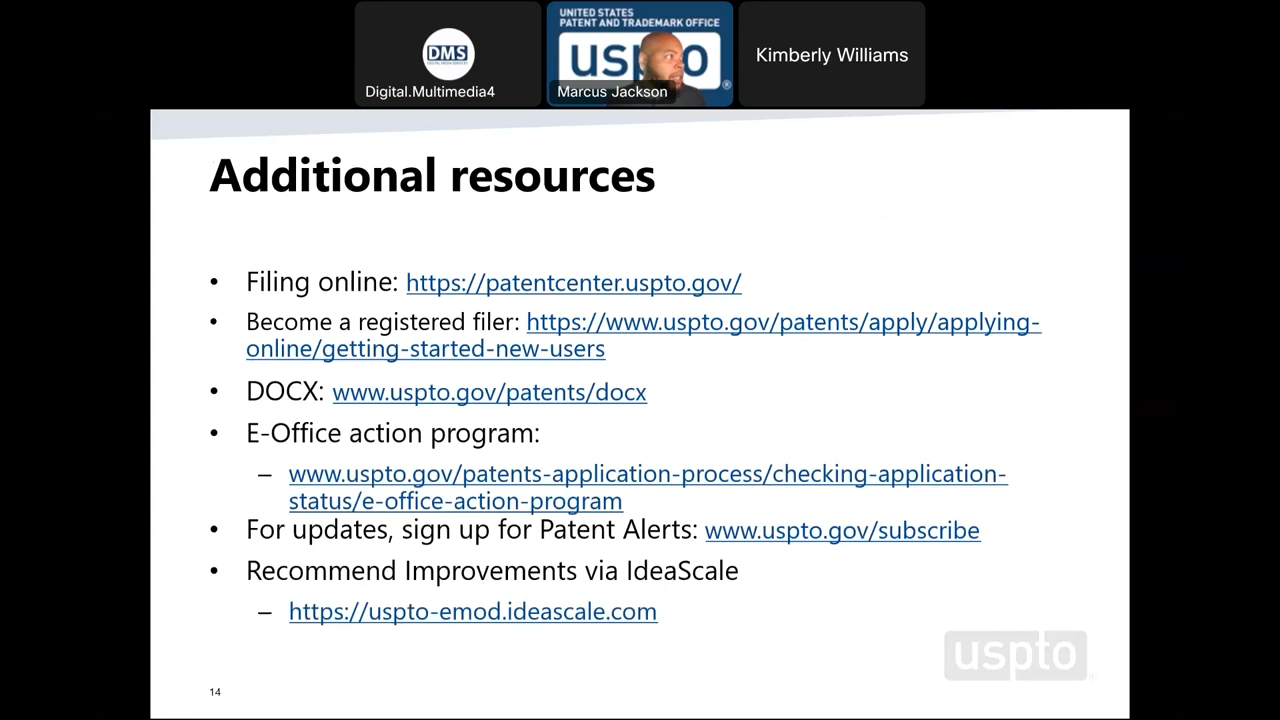 DMS
Digital.Multimedia4
UNITED STATES
PATENT AND TRADEMARK OFFICE
uspto
®
Marcus Jackson
Kimberly Williams
Additional resources
• Filing online: https://patentcenter.uspto.gov/
• Become a registered filer: https://www.uspto.gov/patents/apply/applying-
online/getting-started-new-users
• DOCX: www.uspto.gov/patents/docx
• E-Office action program:
– www.uspto.gov/patents-application-process/checking-application-
status/e-office-action-program
• For updates, sign up for Patent Alerts: www.uspto.gov/subscribe
• Recommend Improvements via IdeaScale
– https://uspto-emod.ideascale.com
uspto
®
14